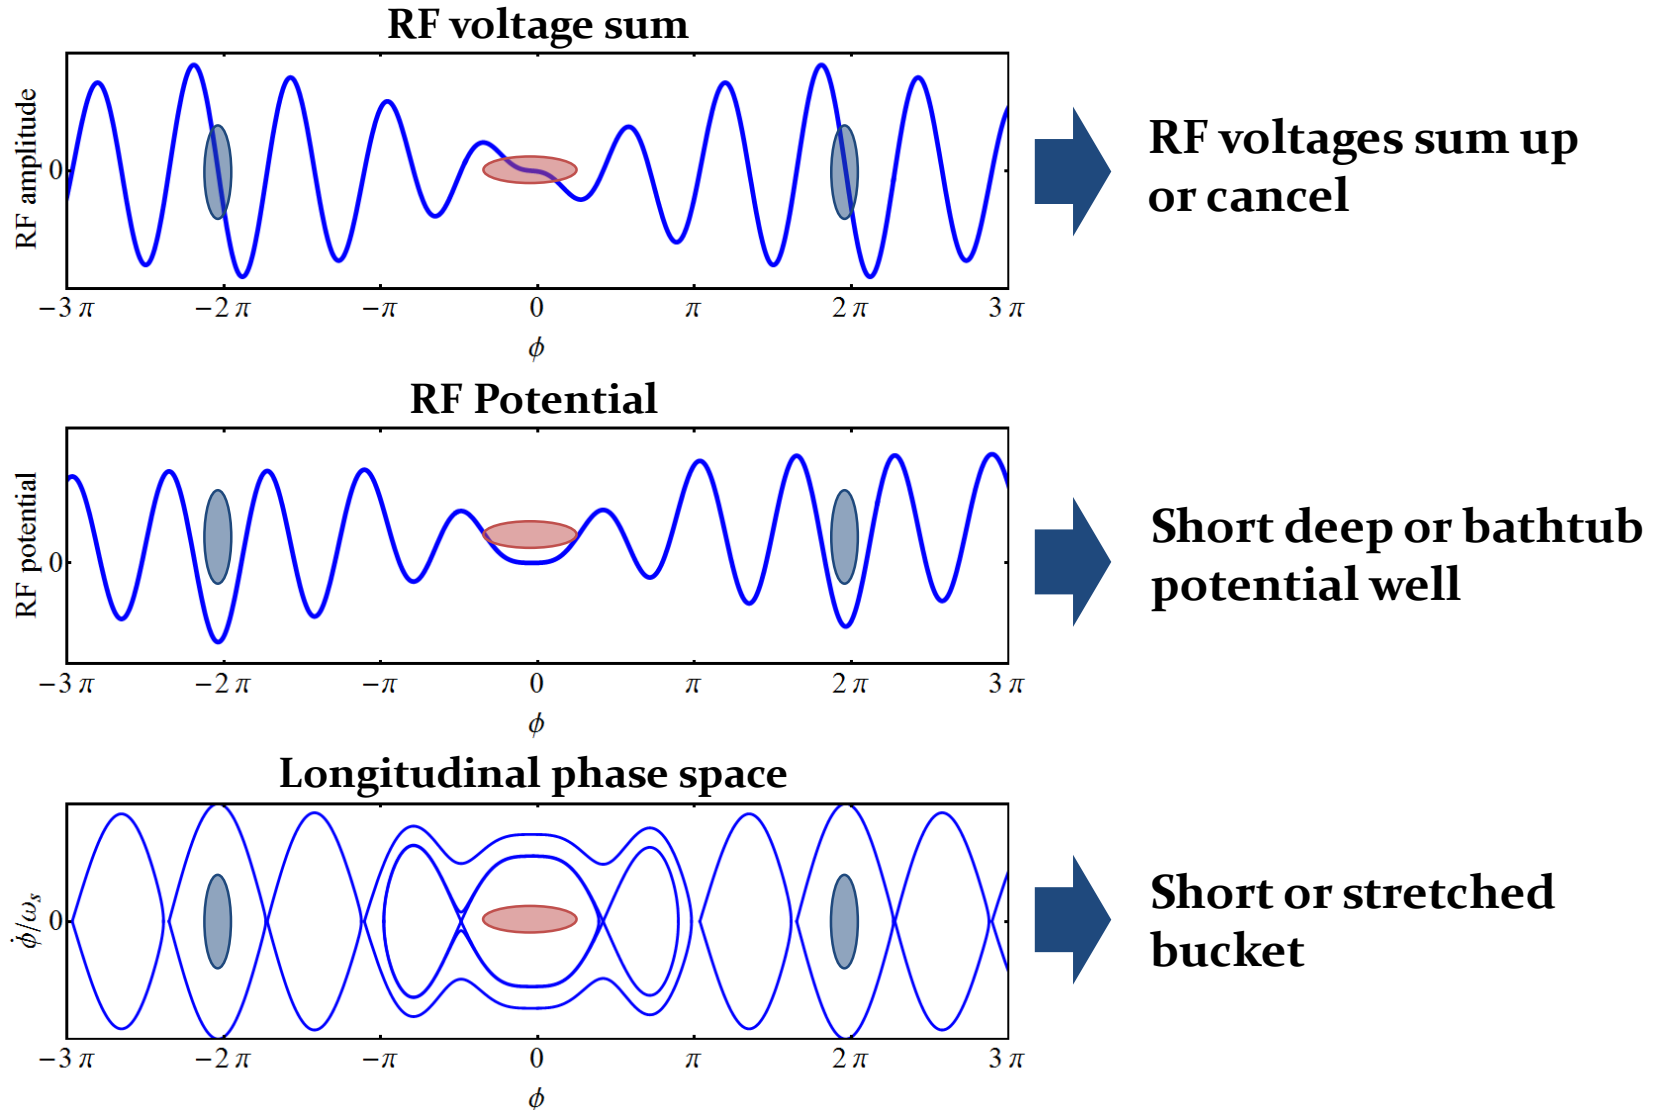 RF voltage sum
RF amplitude
0
−3 π
−2 π
−π
0
π
2 π
3 π
ϕ
RF voltages sum up
or cancel
RF Potential
RF potential
0
−3 π
−2 π
−π
0
π
2 π
3 π
ϕ
Short deep or bathtub
potential well
Longitudinal phase space
ϕ̇/ωₛ
0
−3 π
−2 π
−π
0
π
2 π
3 π
ϕ
Short or stretched
bucket